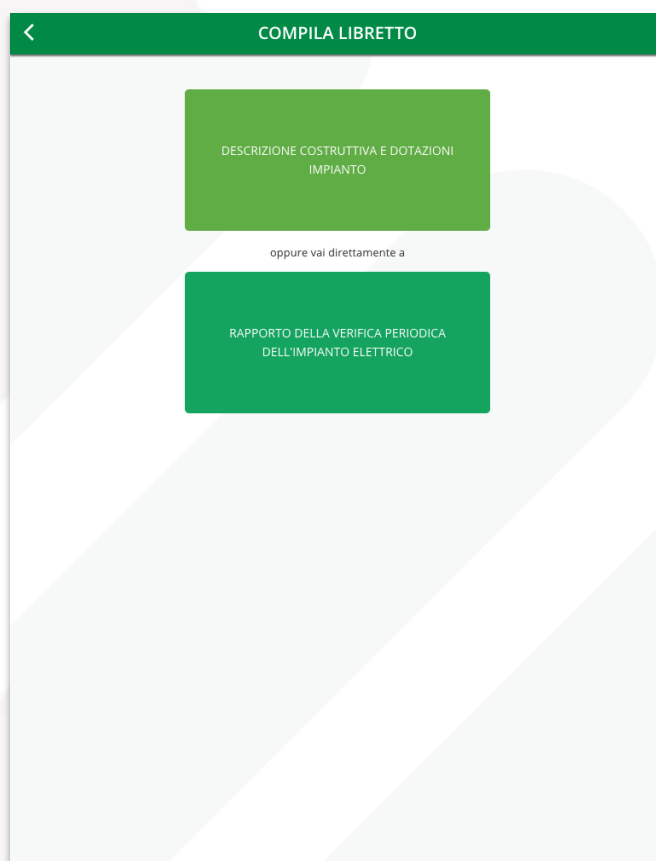 COMPILA LIBRETTO
DESCRIZIONE COSTRUTTIVA E DOTAZIONI
IMPIANTO
oppure vai direttamente a
RAPPORTO DELLA VERIFICA PERIODICA
DELL'IMPIANTO ELETTRICO